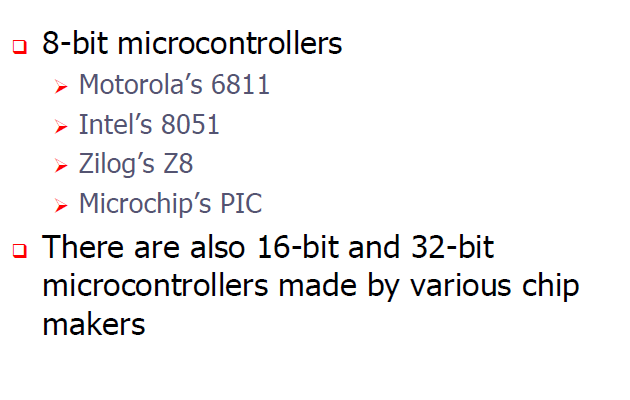 8-bit microcontrollers
Motorola’s 6811
Intel’s 8051
Zilog’s Z8
Microchip’s PIC
There are also 16-bit and 32-bit
microcontrollers made by various chip
makers